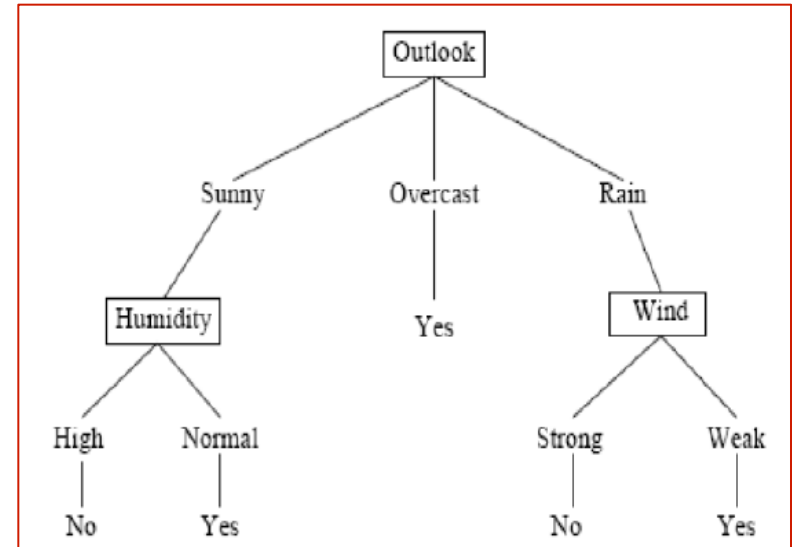 Outlook
Sunny Overcast Rain
Humidity Yes Wind
High Normal Strong Weak
No Yes No Yes